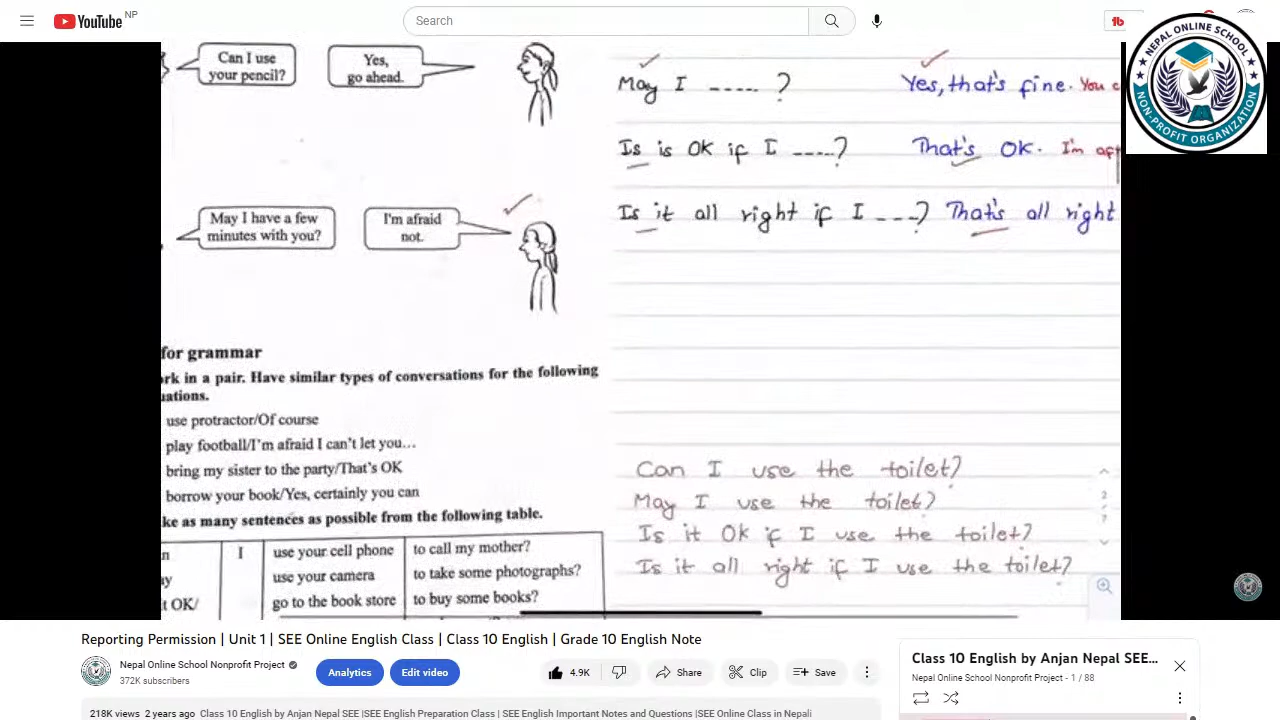 YouTube NP
Search
NEPAL ONLINE SCHOOL
NON-PROFIT ORGANIZATION
Can I use
your pencil?
Yes,
go ahead.
May I have a few
minutes with you?
I'm afraid
not.
for grammar
rk in a pair. Have similar types of conversations for the following
uations.
use protractor/Of course
play football/I'm afraid I can't let you...
bring my sister to the party/That's OK
borrow your book/Yes, certainly you can
ke as many sentences as possible from the following table.
I use your cell phone to call my mother?
use your camera to take some photographs?
t OK/ go to the book store to buy some books?
May I ----- ? Yes, that's fine. You c
Is is OK if I -----? That's OK. I'm af
Is it all right if I ----? That's all right
Can I use the toilet?
May I use the toilet?
Is it OK if I use the toilet?
Is it all right if I use the toilet?
Reporting Permission | Unit 1 | SEE Online English Class | Class 10 English | Grade 10 English Note
Nepal Online School Nonprofit Project
372K subscribers
Analytics
Edit video
4.9K
Share
Clip
Save
Class 10 English by Anjan Nepal SEE...
Nepal Online School Nonprofit Project - 1 / 88
218K views 2 years ago Class 10 English by Anjan Nepal SEE |SEE English Preparation Class | SEE English Important Notes and Questions |SEE Online Class in Nepali